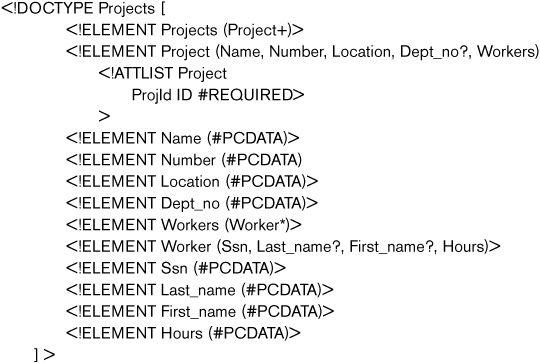 <!DOCTYPE Projects [
<!ELEMENT Projects (Project+)>
<!ELEMENT Project (Name, Number, Location, Dept_no?, Workers)
<!ATTLIST Project
ProjId ID #REQUIRED>
>
<!ELEMENT Name (#PCDATA)>
<!ELEMENT Number (#PCDATA)
<!ELEMENT Location (#PCDATA)>
<!ELEMENT Dept_no (#PCDATA)>
<!ELEMENT Workers (Worker*)>
<!ELEMENT Worker (Ssn, Last_name?, First_name?, Hours)>
<!ELEMENT Ssn (#PCDATA)>
<!ELEMENT Last_name (#PCDATA)>
<!ELEMENT First_name (#PCDATA)>
<!ELEMENT Hours (#PCDATA)>
] >